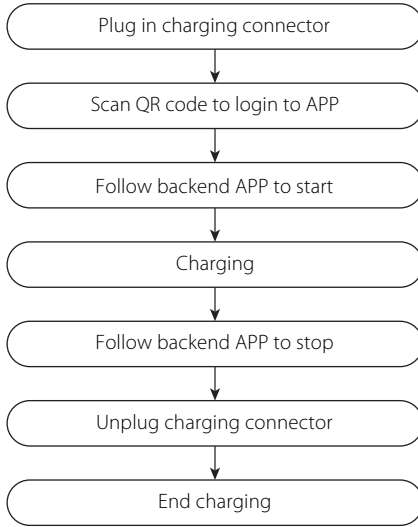 Plug in charging connector
Scan QR code to login to APP
Follow backend APP to start
Charging
Follow backend APP to stop
Unplug charging connector
End charging